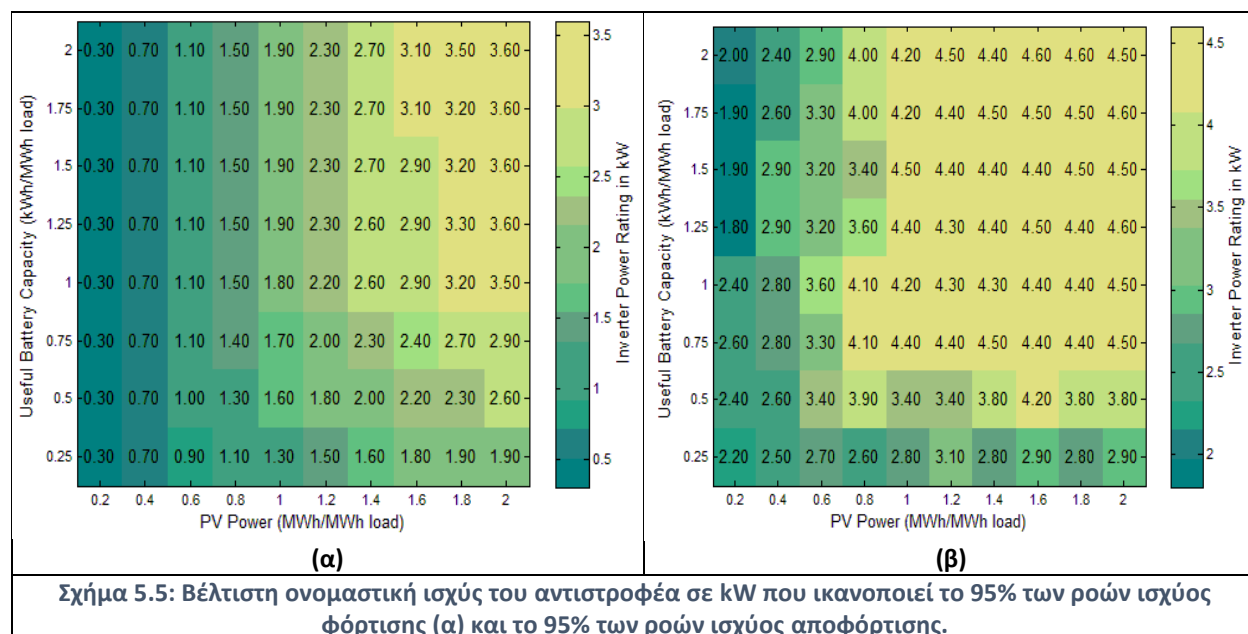 2 0.30 0.70 1.10 1.50 1.90 2.30 2.70 3.10 3.50 3.60
1.75 0.30 0.70 1.10 1.50 1.90 2.30 2.70 3.10 3.20 3.60
1.5 0.30 0.70 1.10 1.50 1.90 2.30 2.70 2.90 3.20 3.60
1.25 0.30 0.70 1.10 1.50 1.90 2.30 2.60 2.90 3.30 3.60
1 0.30 0.70 1.10 1.50 1.80 2.20 2.60 2.90 3.20 3.50
0.75 0.30 0.70 1.10 1.40 1.70 2.00 2.30 2.40 2.70 2.90
0.5 0.30 0.70 1.00 1.30 1.60 1.80 2.00 2.20 2.30 2.60
0.25 0.30 0.70 0.90 1.10 1.30 1.50 1.60 1.80 1.90 1.90
0.2 0.4 0.6 0.8 1 1.2 1.4 1.6 1.8 2
PV Power (MWh/MWh load)
Useful Battery Capacity (kWh/MWh load)
3.5
3
2.5
2
1.5
1
0.5
Inverter Power Rating in kW
(α)
2 2.00 2.40 2.90 4.00 4.20 4.50 4.40 4.60 4.60 4.50
1.75 1.90 2.60 3.30 4.00 4.20 4.40 4.50 4.50 4.50 4.60
1.5 1.90 2.90 3.20 3.40 4.50 4.40 4.40 4.40 4.50 4.50
1.25 1.80 2.90 3.20 3.60 4.40 4.30 4.40 4.50 4.40 4.60
1 2.40 2.80 3.60 4.10 4.20 4.30 4.30 4.40 4.40 4.50
0.75 2.60 2.80 3.30 4.10 4.40 4.40 4.50 4.40 4.40 4.50
0.5 2.40 2.60 3.40 3.90 3.40 3.40 3.80 4.20 3.80 3.80
0.25 2.20 2.50 2.70 2.60 2.80 3.10 2.80 2.90 2.80 2.90
0.2 0.4 0.6 0.8 1 1.2 1.4 1.6 1.8 2
PV Power (MWh/MWh load)
Useful Battery Capacity (kWh/MWh load)
4.5
4
3.5
3
2.5
2
Inverter Power Rating in kW
(β)
Σχήμα 5.5: Βέλτιστη ονομαστική ισχύς του αντιστροφέα σε kW που ικανοποιεί το 95% των ροών ισχύος
φόρτισης (α) και το 95% των ροών ισχύος αποφόρτισης.